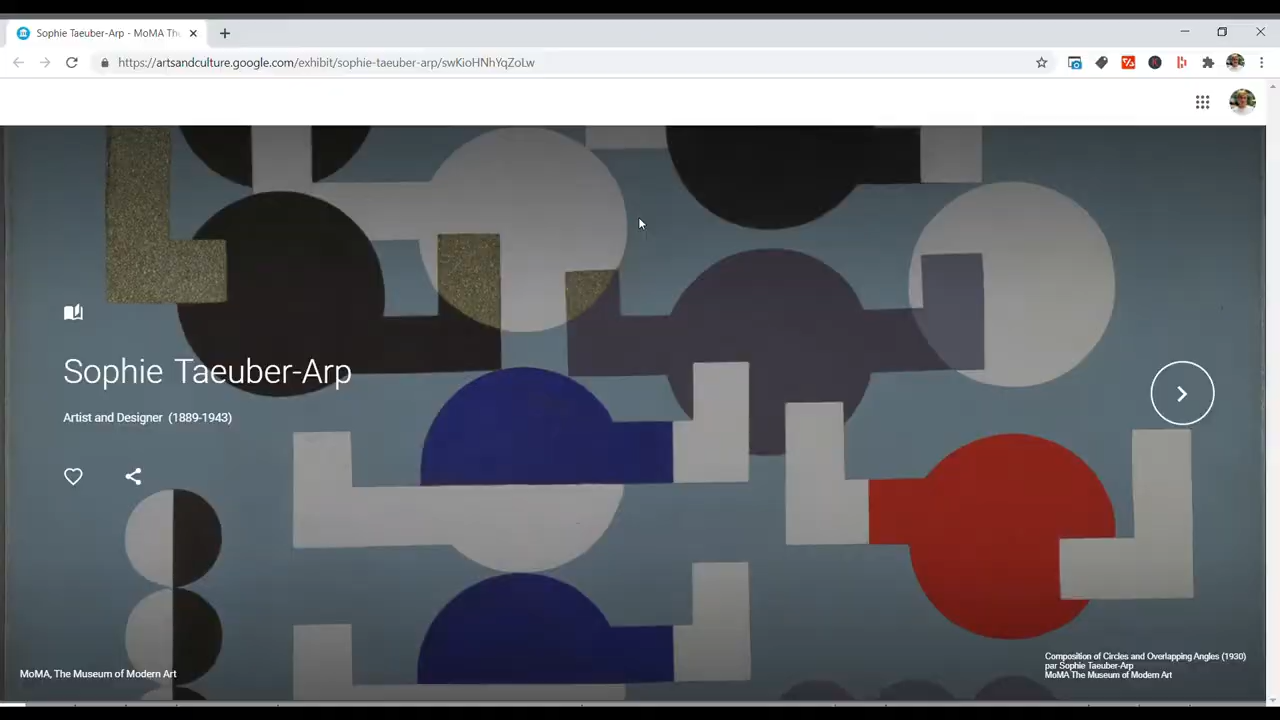 Sophie Taeuber-Arp - MoMA Th
https://artsandculture.google.com/exhibit/sophie-taeuber-arp/swKioHNhYqZoLw
Sophie Taeuber-Arp
Artist and Designer (1889-1943)
MoMA, The Museum of Modern Art
Composition of Circles and Overlapping Angles (1930)
par Sophie Taeuber-Arp
MoMA The Museum of Modern Art